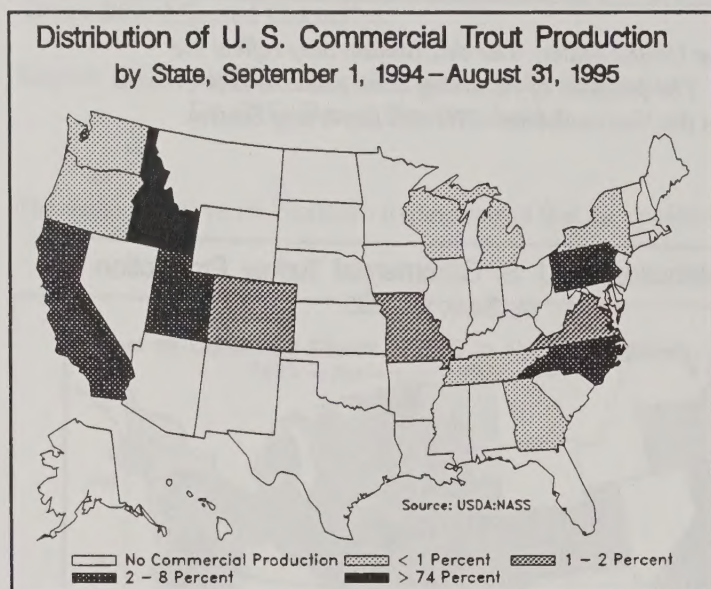 Distribution of U. S. Commercial Trout Production
by State, September 1, 1994–August 31, 1995
Source: USDA:NASS
No Commercial Production < 1 Percent 1 – 2 Percent
2 – 8 Percent > 74 Percent